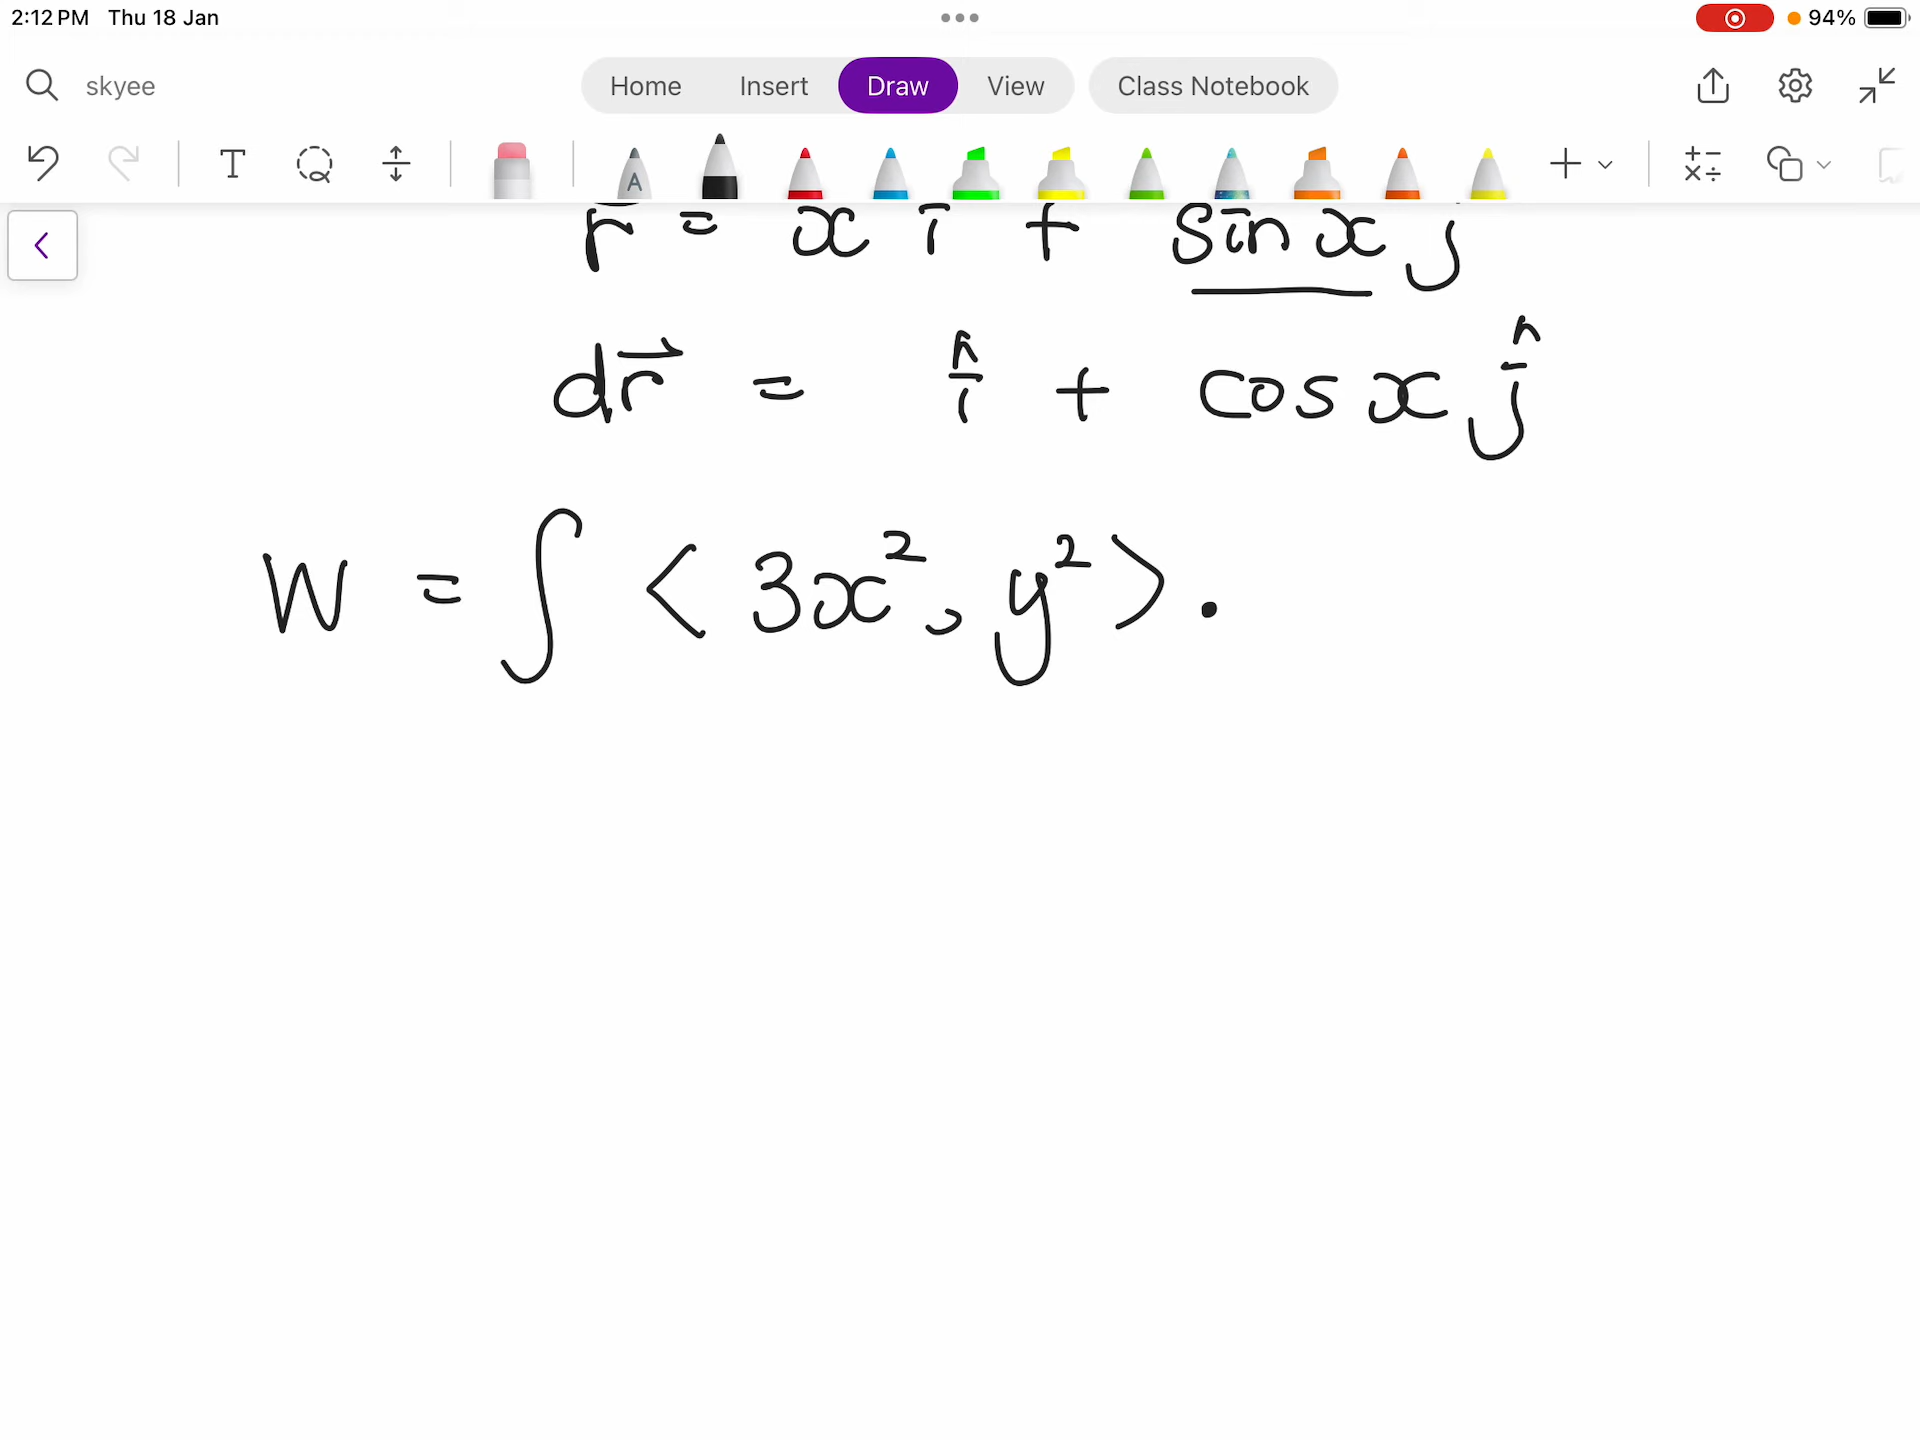 2:12 PM Thu 18 Jan 94%
skyee Home Insert Draw View Class Notebook
T A
r = x i + sin x j
dr⃗ = î + cos x ĵ
W = ∫ < 3x², y² > .